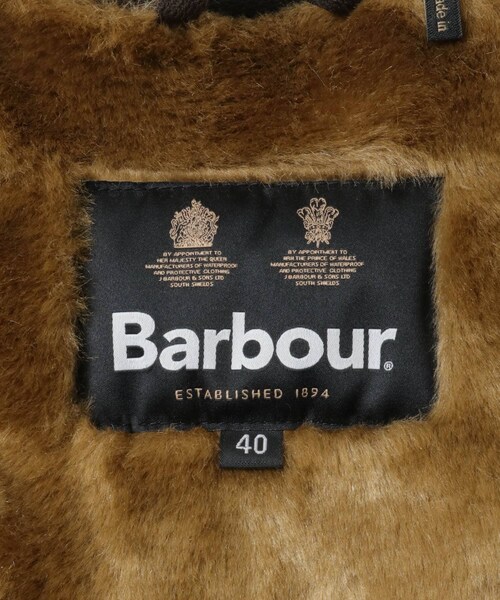 Made in
BY APPOINTMENT TO
HER MAJESTY THE QUEEN
MANUFACTURERS OF WATERPROOF
AND PROTECTIVE CLOTHING
J BARBOUR & SONS LTD
SOUTH SHIELDS
BY APPOINTMENT TO
HRH THE PRINCE OF WALES
MANUFACTURERS OF WATERPROOF
AND PROTECTIVE CLOTHING
J BARBOUR & SONS LTD
SOUTH SHIELDS
Barbour®
ESTABLISHED 1894
40